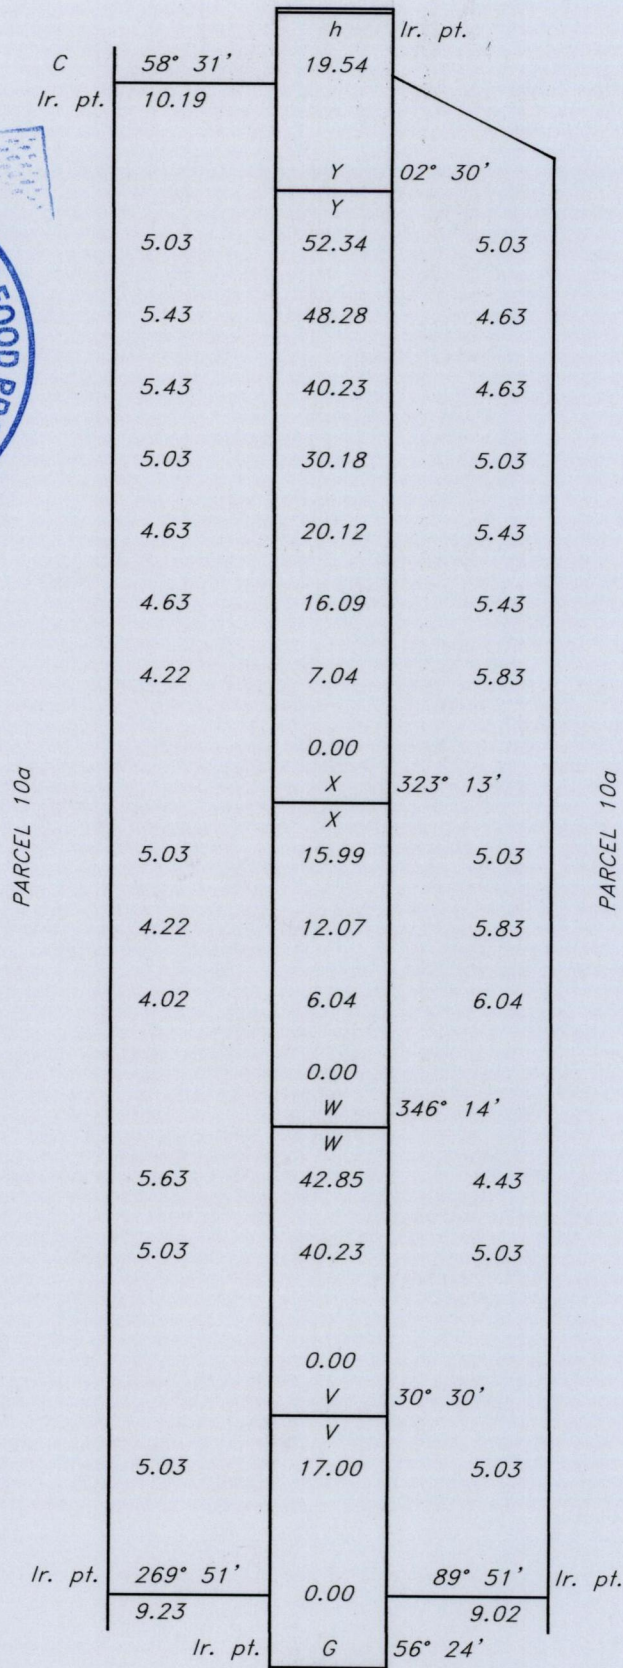 h Ir. pt.
C 58° 31' 19.54
Ir. pt. 10.19
Y 02° 30'
Y
5.03 52.34 5.03
5.43 48.28 4.63
5.43 40.23 4.63
5.03 30.18 5.03
4.63 20.12 5.43
4.63 16.09 5.43
4.22 7.04 5.83
0.00
X 323° 13'
X
5.03 15.99 5.03
4.22 12.07 5.83
4.02 6.04 6.04
0.00
W 346° 14'
W
5.63 42.85 4.43
5.03 40.23 5.03
0.00
V 30° 30'
V
5.03 17.00 5.03
Ir. pt. 269° 51' 0.00 89° 51' Ir. pt.
9.23 9.02
Ir. pt. G 56° 24'
PARCEL 10a
PARCEL 10a